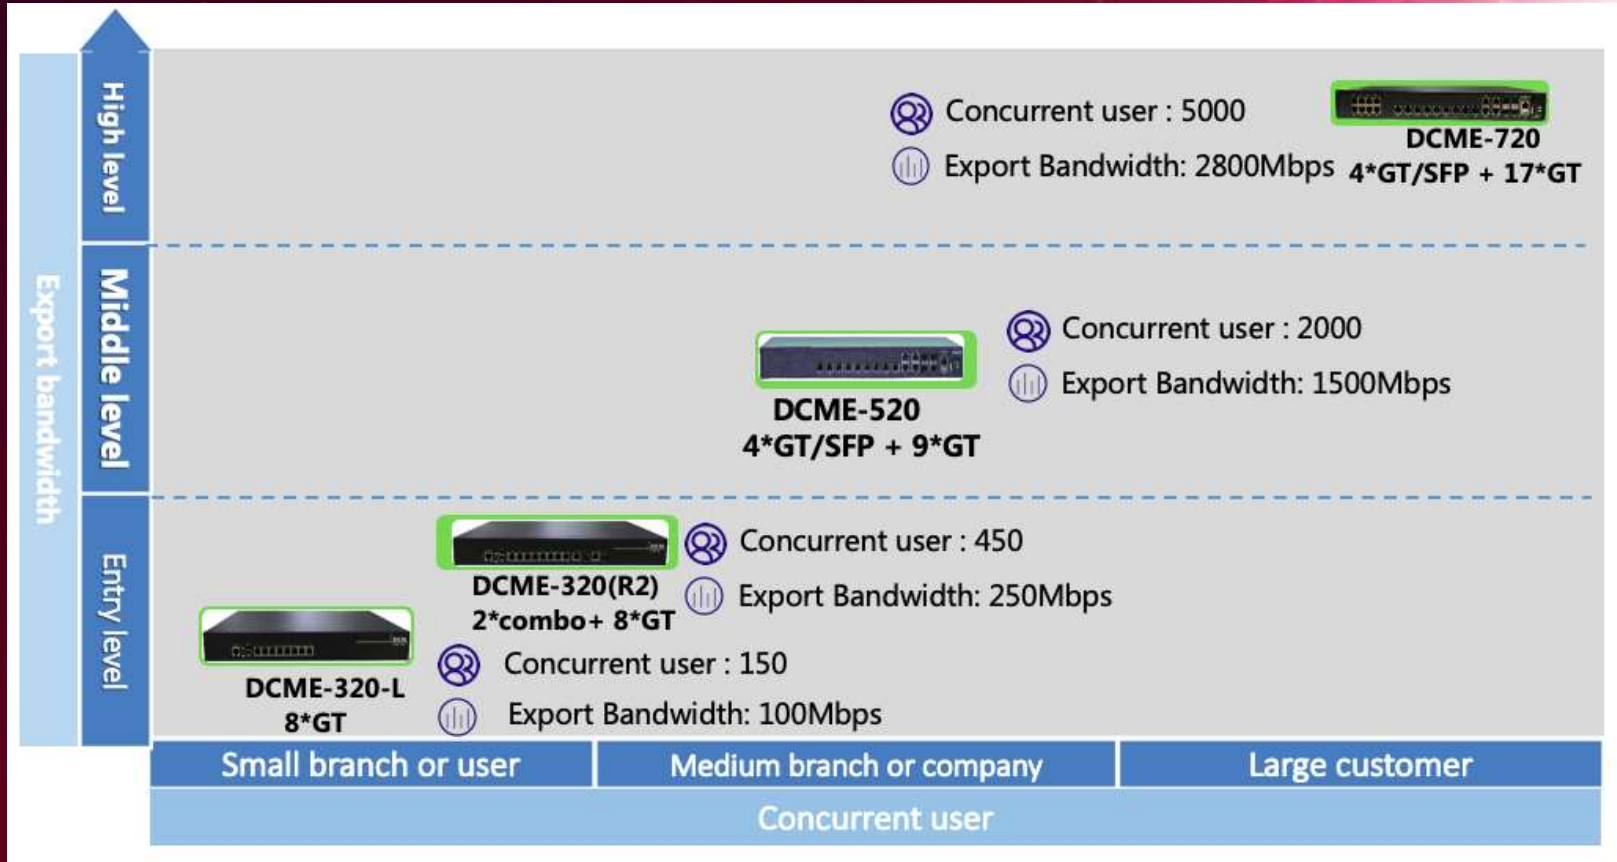 High level
Middle level
Entry level
Export bandwidth
Concurrent user : 5000
Export Bandwidth: 2800Mbps
DCME-720
4*GT/SFP + 17*GT
Concurrent user : 2000
Export Bandwidth: 1500Mbps
DCME-520
4*GT/SFP + 9*GT
Concurrent user : 450
Export Bandwidth: 250Mbps
DCME-320(R2)
2*combo+ 8*GT
Concurrent user : 150
Export Bandwidth: 100Mbps
DCME-320-L
8*GT
Small branch or user
Medium branch or company
Large customer
Concurrent user